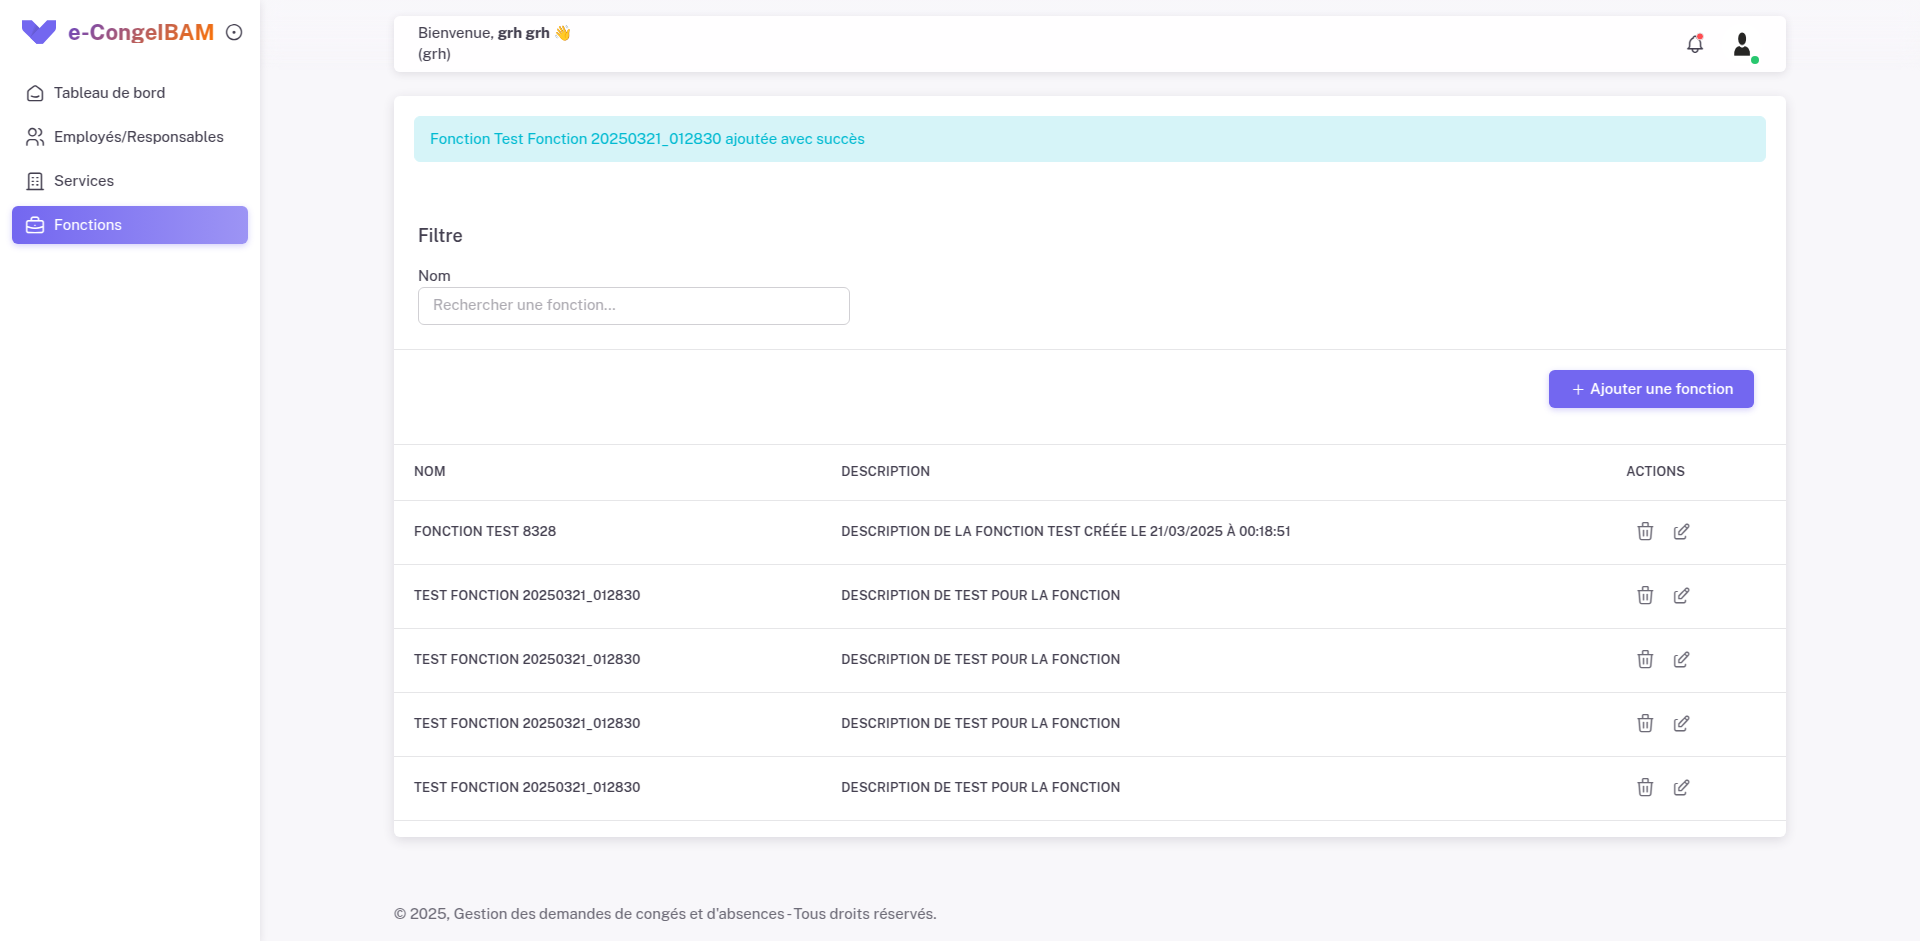 e-CongelBAM
Tableau de bord
Employés/Responsables
Services
Fonctions
Bienvenue, grh grh 👋
(grh)
Fonction Test Fonction 20250321_012830 ajoutée avec succès
Filtre
Nom
Rechercher une fonction...
+ Ajouter une fonction
NOM DESCRIPTION ACTIONS
FONCTION TEST 8328 DESCRIPTION DE LA FONCTION TEST CRÉÉE LE 21/03/2025 À 00:18:51
TEST FONCTION 20250321_012830 DESCRIPTION DE TEST POUR LA FONCTION
TEST FONCTION 20250321_012830 DESCRIPTION DE TEST POUR LA FONCTION
TEST FONCTION 20250321_012830 DESCRIPTION DE TEST POUR LA FONCTION
TEST FONCTION 20250321_012830 DESCRIPTION DE TEST POUR LA FONCTION
© 2025, Gestion des demandes de congés et d'absences - Tous droits réservés.